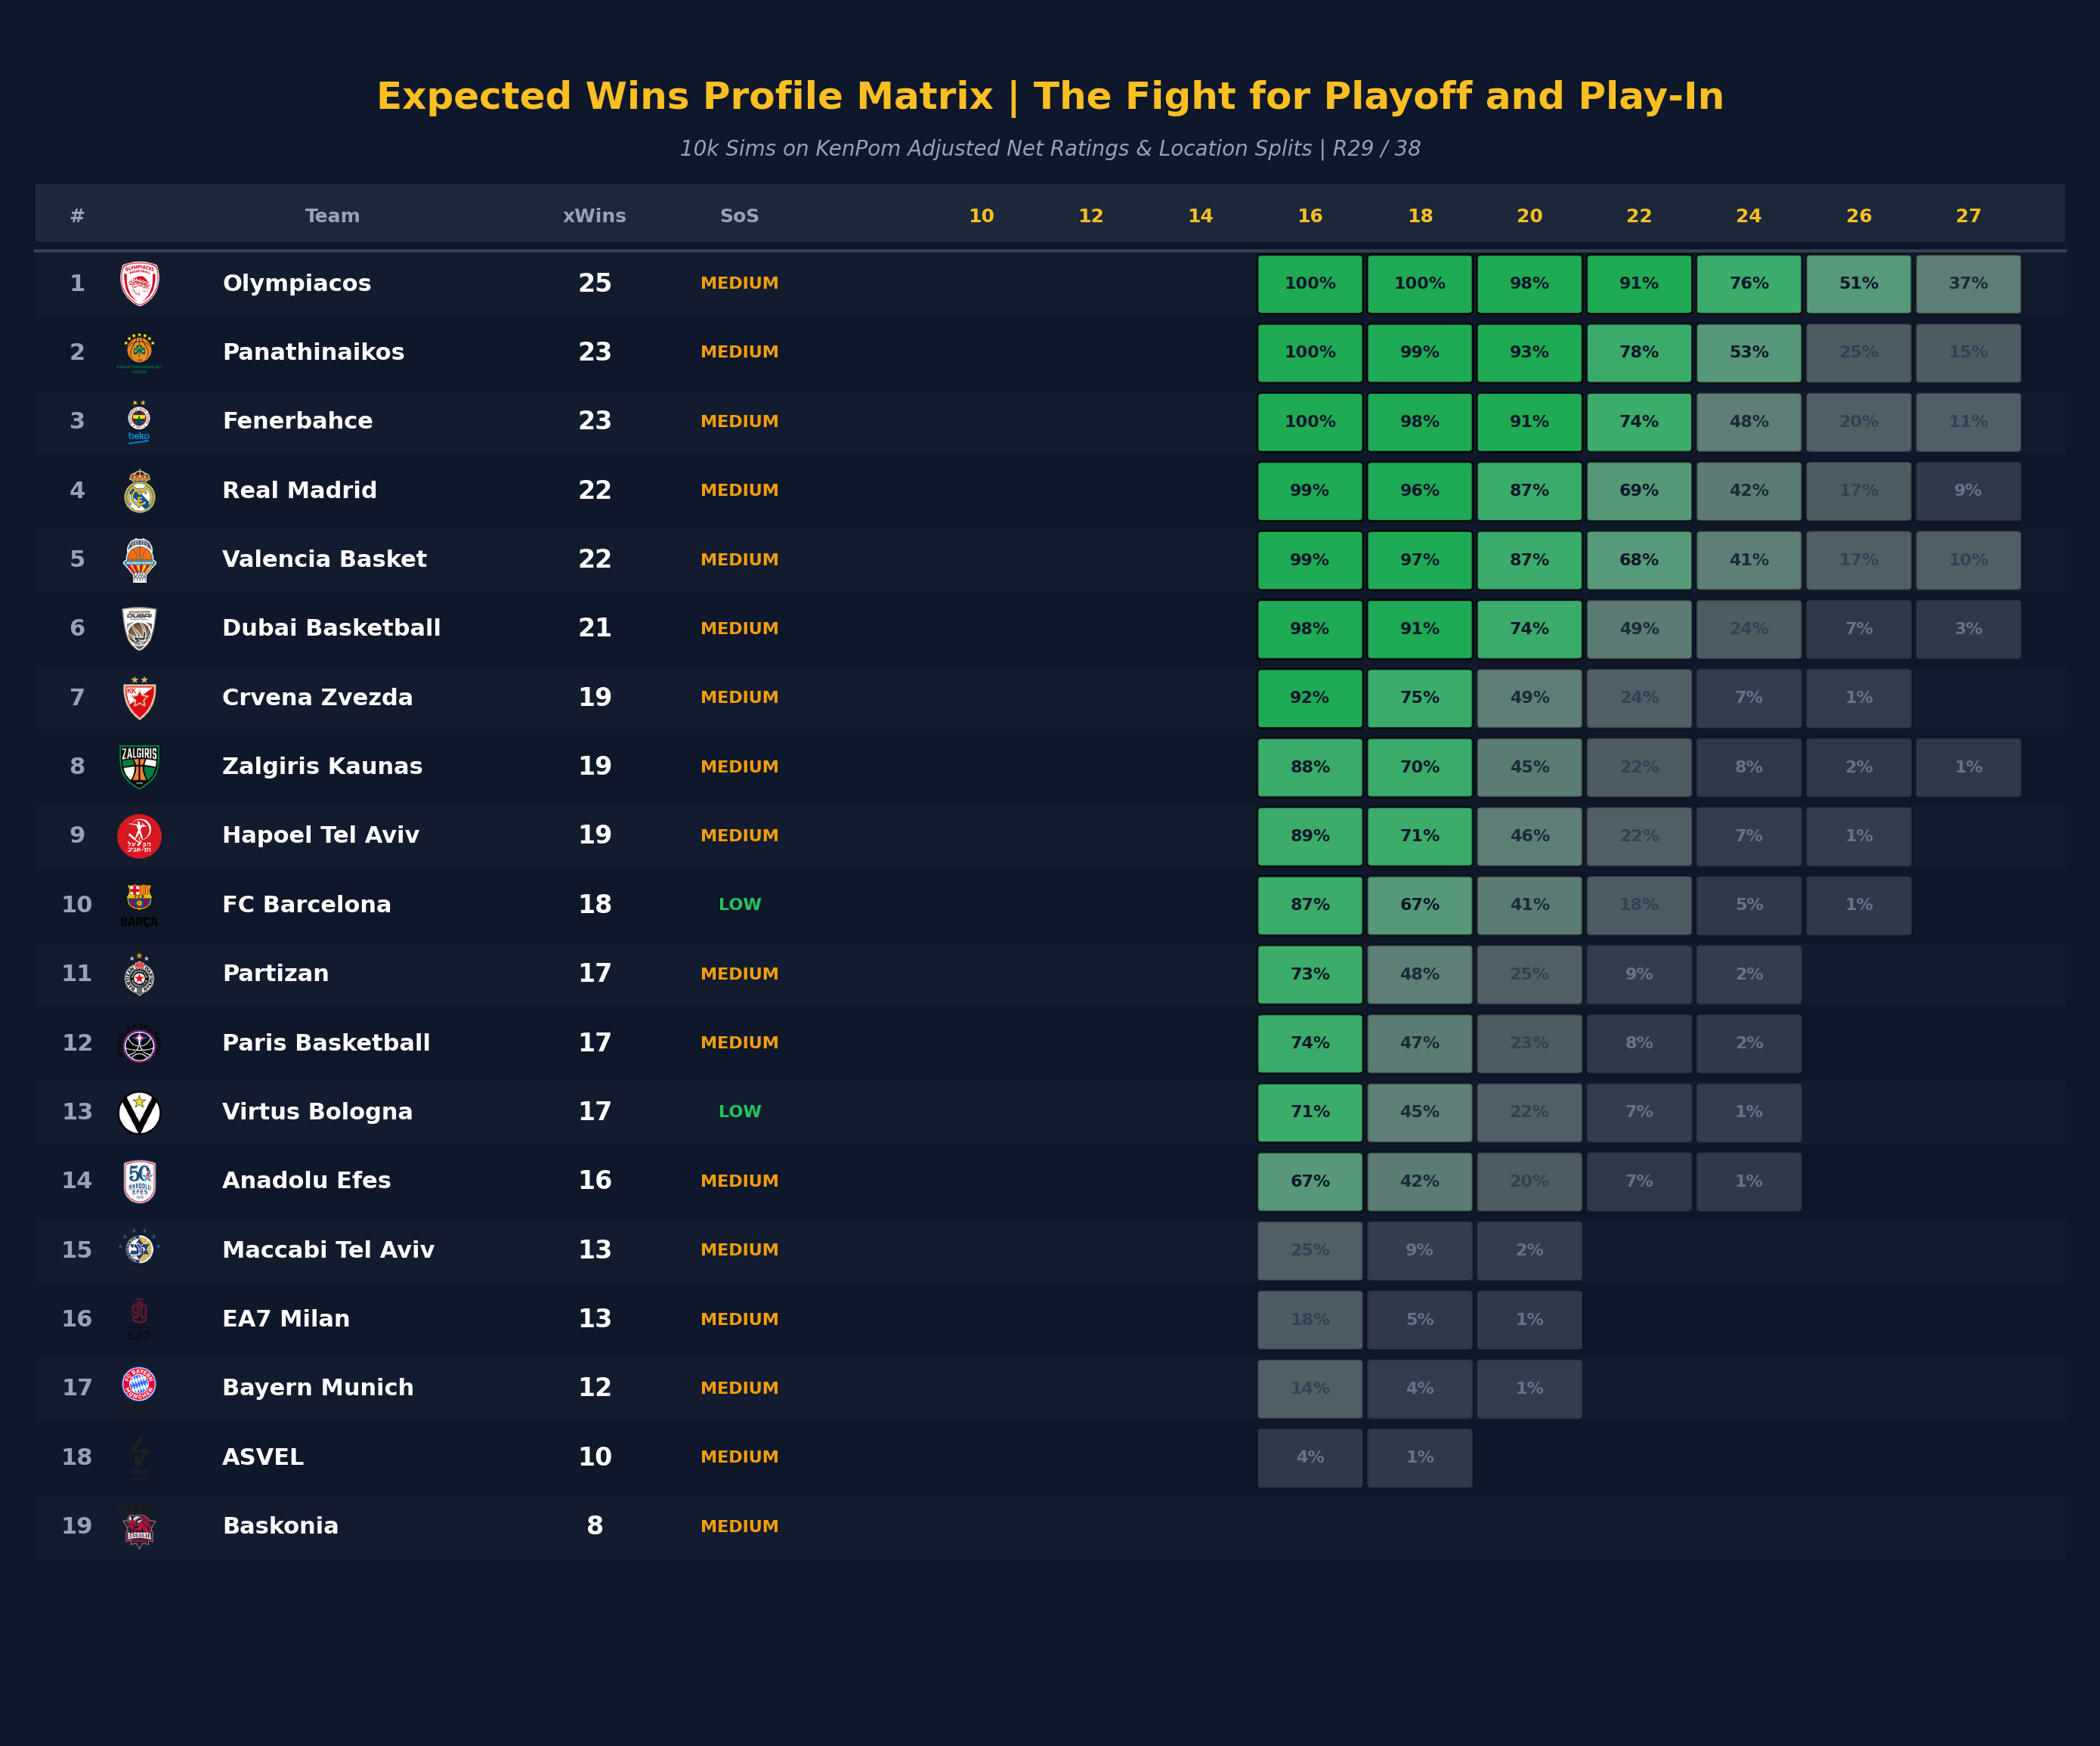 Expected Wins Profile Matrix | The Fight for Playoff and Play-In
10k Sims on KenPom Adjusted Net Ratings & Location Splits | R29 / 38
# Team xWins SoS 10 12 14 16 18 20 22 24 26 27
1 Olympiacos 25 MEDIUM 100% 100% 98% 91% 76% 51% 37%
2 Panathinaikos 23 MEDIUM 100% 99% 93% 78% 53% 25% 15%
3 Fenerbahce 23 MEDIUM 100% 98% 91% 74% 48% 20% 11%
beko
4 Real Madrid 22 MEDIUM 99% 96% 87% 69% 42% 17% 9%
5 Valencia Basket 22 MEDIUM 99% 97% 87% 68% 41% 17% 10%
DUBAI
6 Dubai Basketball 21 MEDIUM 98% 91% 74% 49% 24% 7% 3%
KK
7 Crvena Zvezda 19 MEDIUM 92% 75% 49% 24% 7% 1%
ZALGIRIS
8 Zalgiris Kaunas 19 MEDIUM 88% 70% 45% 22% 8% 2% 1%
9 Hapoel Tel Aviv 19 MEDIUM 89% 71% 46% 22% 7% 1%
10 FC Barcelona 18 LOW 87% 67% 41% 18% 5% 1%
BARÇA
11 Partizan 17 MEDIUM 73% 48% 25% 9% 2%
12 Paris Basketball 17 MEDIUM 74% 47% 23% 8% 2%
13 Virtus Bologna 17 LOW 71% 45% 22% 7% 1%
50
14 Anadolu Efes 16 MEDIUM 67% 42% 20% 7% 1%
ANADOLU
EFES
15 Maccabi Tel Aviv 13 MEDIUM 25% 9% 2%
16 EA7 Milan 13 MEDIUM 18% 5% 1%
EA7
17 Bayern Munich 12 MEDIUM 14% 4% 1%
18 ASVEL 10 MEDIUM 4% 1%
19 Baskonia 8 MEDIUM
BASKONIA